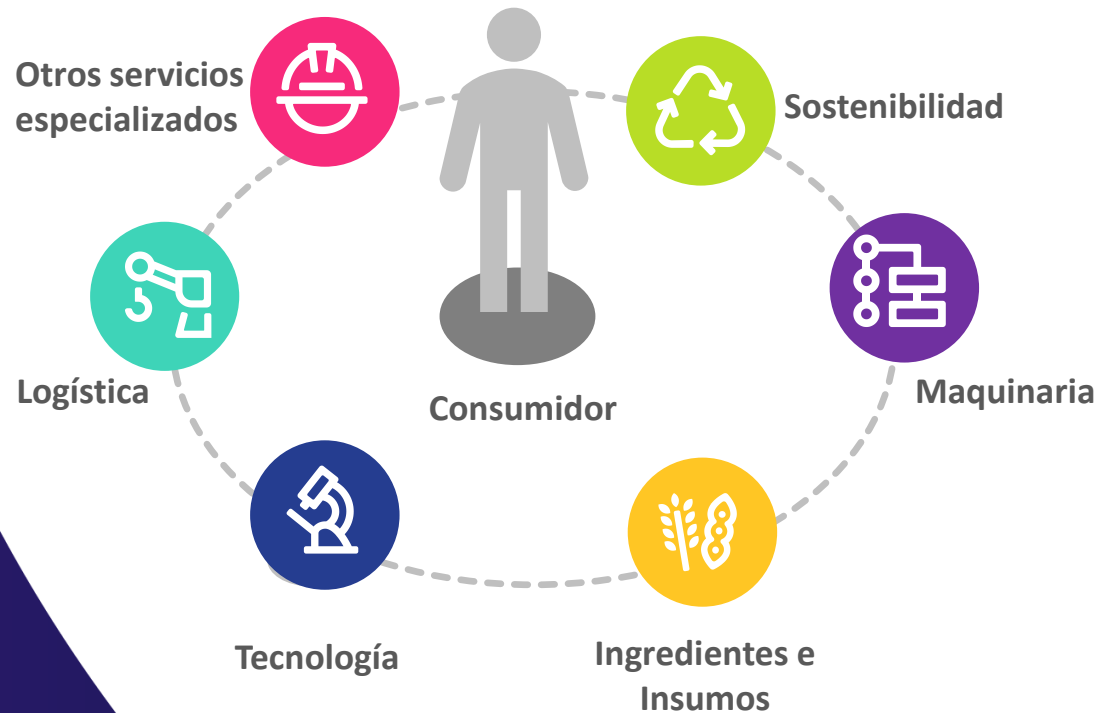 Otros servicios
especializados
Sostenibilidad
Logística
Consumidor
Maquinaria
Tecnología
Ingredientes e
Insumos